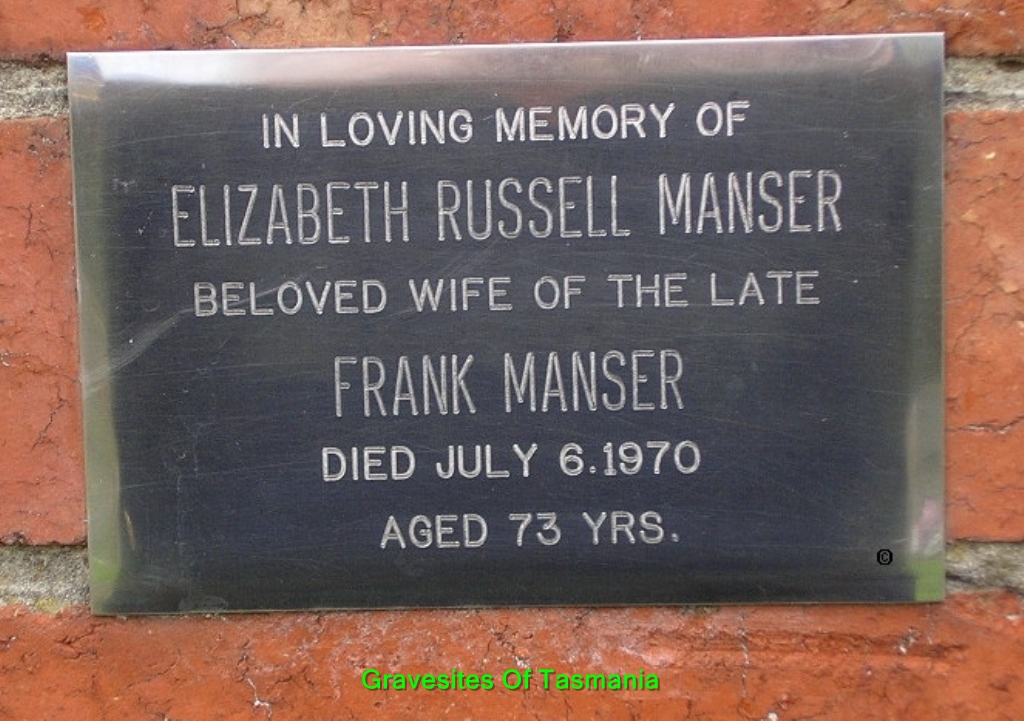 IN LOVING MEMORY OF
ELIZABETH RUSSELL MANSER
BELOVED WIFE OF THE LATE
FRANK MANSER
DIED JULY 6.1970
AGED 73 YRS.
©
Gravesites Of Tasmania